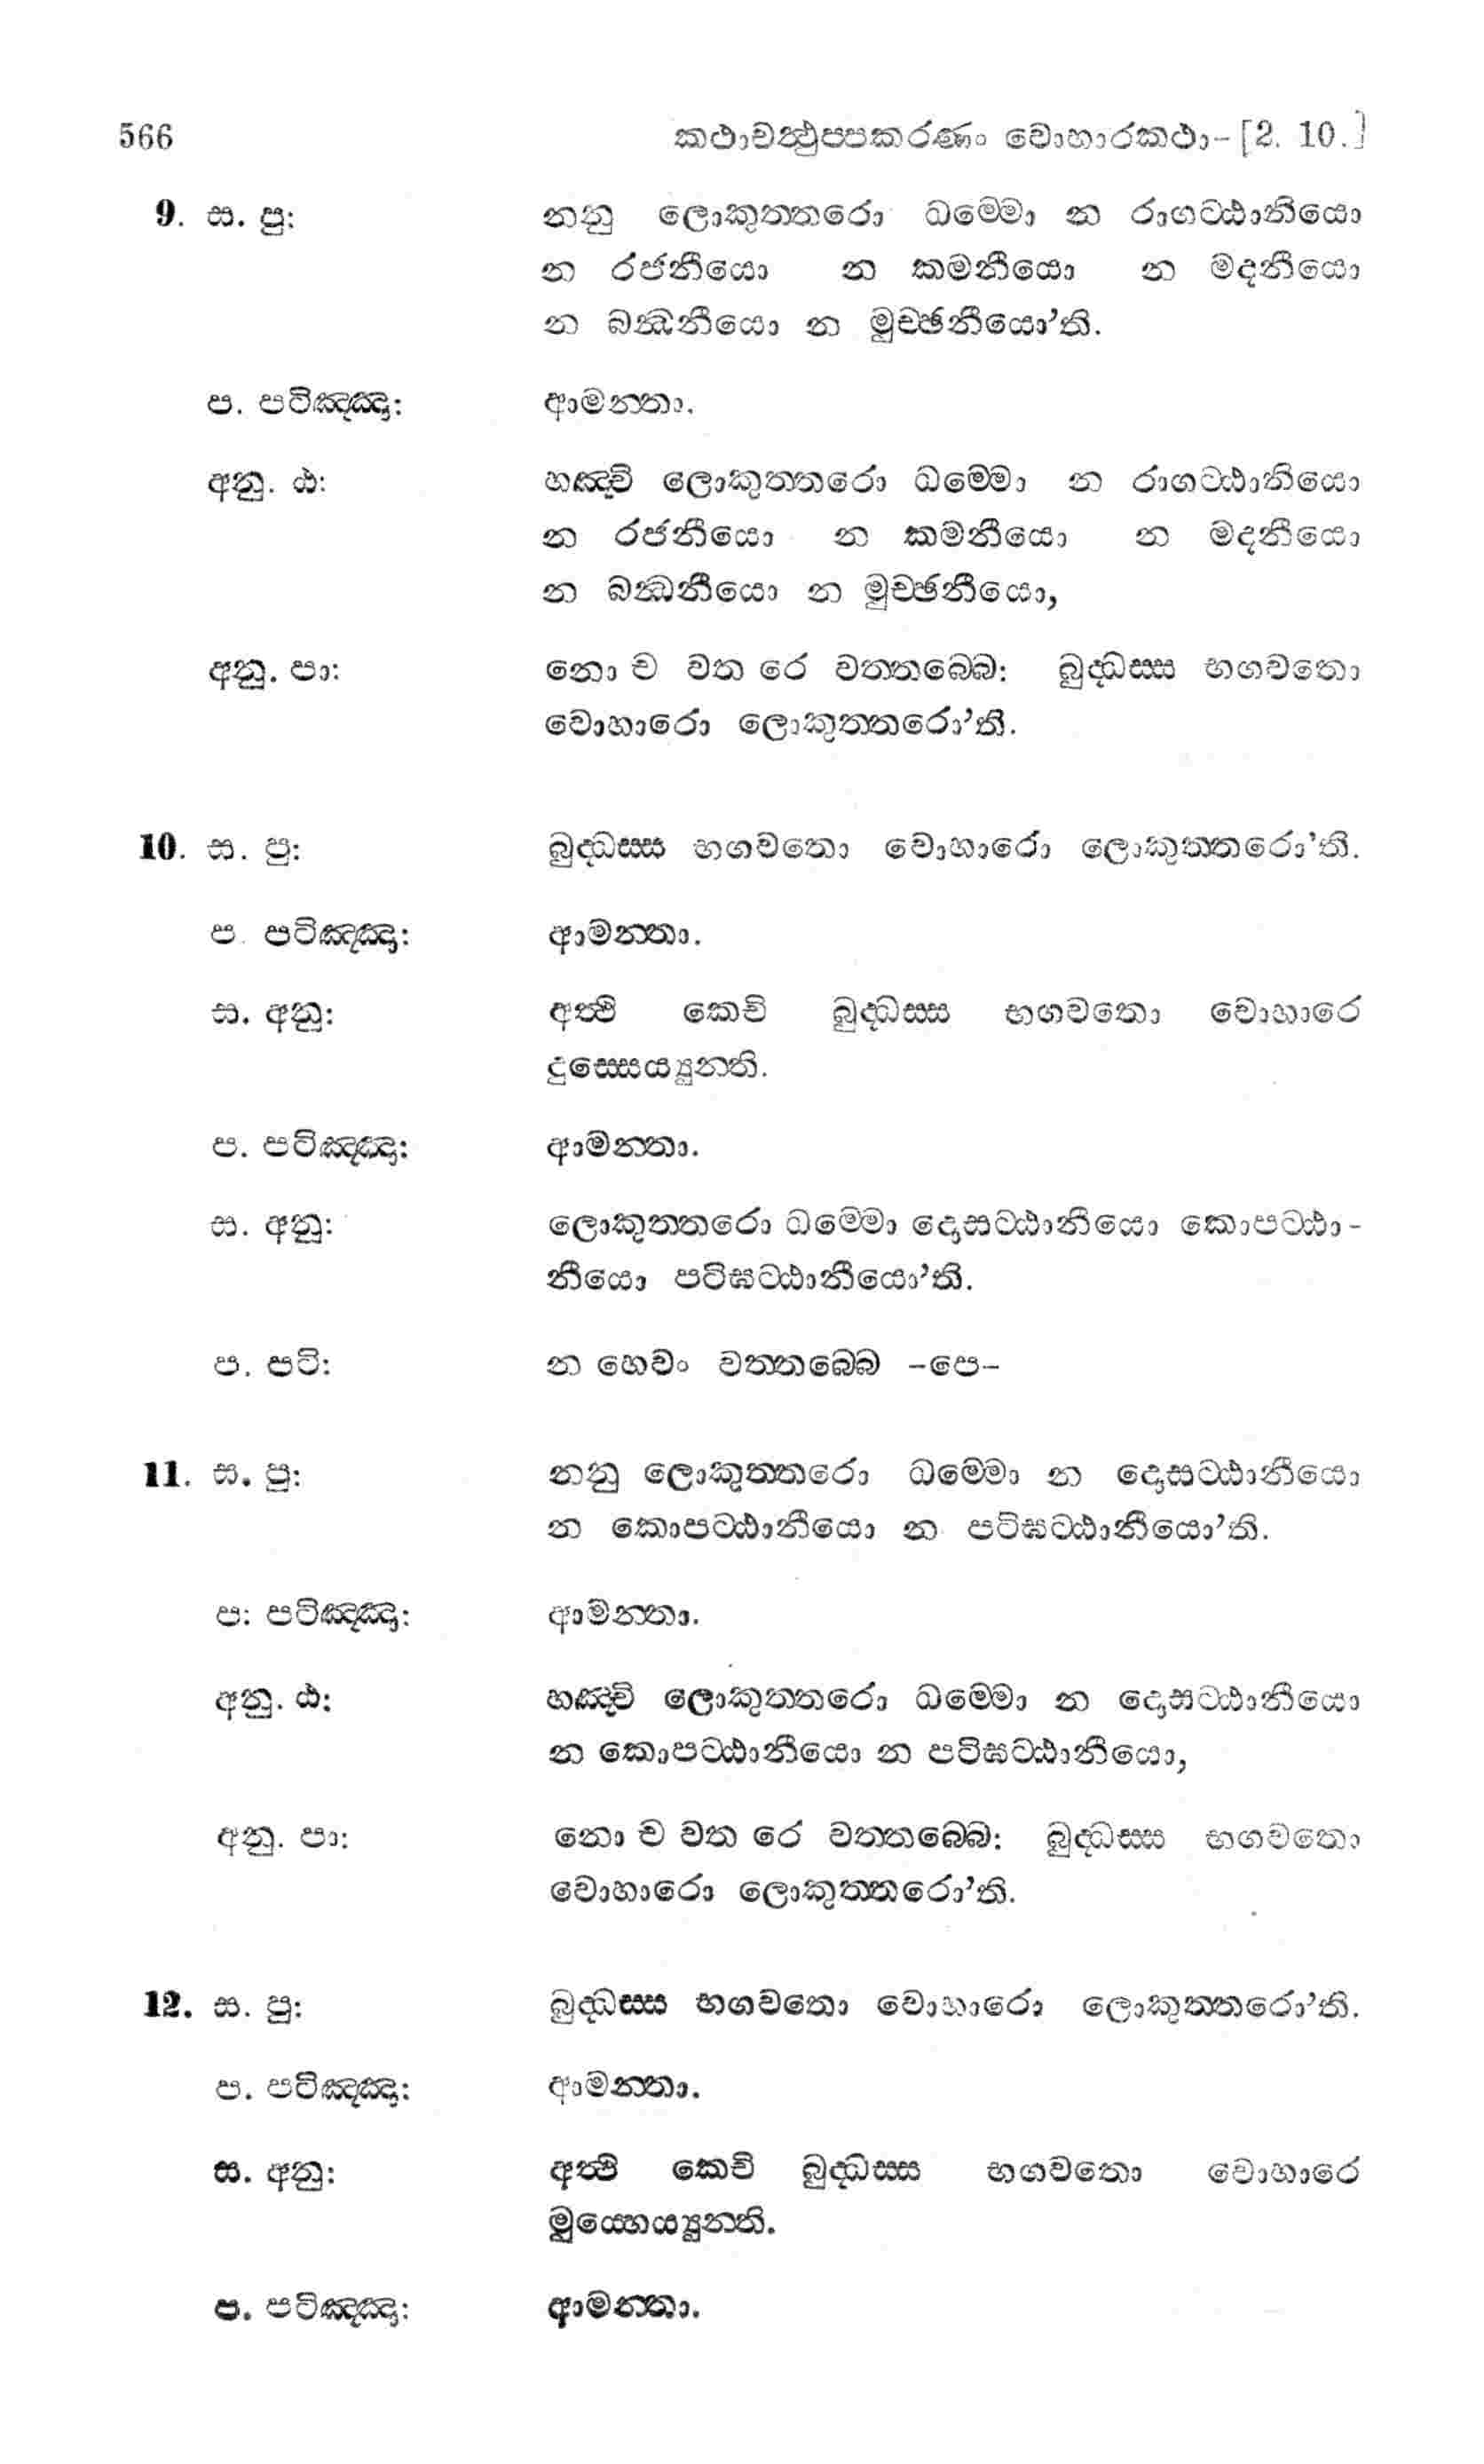 566 කථාවත්‍ථුප‍්පකරණං වොහාරකථා-[2. 10.]
9. ස. පු: නනු ලොකුත‍්තරො ධම‍්මො න රාගට‍්ඨානියො
න රජනීයො න කමනීයො න මදනීයො
න බන්‍ධනීයො න මුච‍්ඡනීයො’ති.
ප. පටිඤ‍්ඤා: ආමන‍්තා.
අනු. ඨ: හඤ‍්චි ලොකුත‍්තරො ධම‍්මො න රාගට‍්ඨානියො
න රජනීයො න කමනීයො න මදනීයො
න බන්‍ධනීයො න මුච‍්ඡනීයො,
අනු. පා: නො ච වත රෙ වත‍්තබ‍්බෙ: බුද්‍ධස‍්ස භගවතො
වොහාරො ලොකුත‍්තරො’ති.
10. ස. පු: බුද්‍ධස‍්ස භගවතො වොහාරො ලොකුත‍්තරො’ති.
ප. පටිඤ‍්ඤා: ආමන‍්තා.
ස. අනු: අත්‍ථි කෙචි බුද්‍ධස‍්ස භගවතො වොහාරෙ
දුස‍්සෙය්‍යුනති.
ප. පටිඤ‍්ඤා: ආමන‍්තා.
ස. අනු: ලොකුත‍්තරො ධම‍්මො දොසට‍්ඨානීයො කොපට‍්ඨා-
නීයො පටිඝට‍්ඨානීයො’ති.
ප. පටි: න හෙවං වත‍්තබ‍්බෙ -පෙ-
11. ස. පු: නනු ලොකුත‍්තරො ධම‍්මො න දොසට‍්ඨානීයො
න කොපට‍්ඨානීයො න පටිඝට‍්ඨානීයො’ති.
ප: පටිඤ‍්ඤා: ආමන‍්තා.
අනු. ඨ: හඤ‍්චි ලොකුත‍්තරො ධම‍්මො න දොසට‍්ඨානීයො
න කොපට‍්ඨානීයො න පටිඝට‍්ඨානීයො,
අනු. පා: නො ච වත රෙ වත‍්තබ‍්බෙ: බුද්‍ධස‍්ස භගවතො
වොහාරො ලොකුත‍්තරො’ති.
12. ස. පු: බුද්‍ධස‍්ස භගවතො වොහාරො ලොකුත‍්තරො’ති.
ප. පටිඤ‍්ඤා: ආමන‍්තා.
ස. අනු: අත්‍ථි කෙචි බුද්‍ධස‍්ස භගවතො වොහාරෙ
මුය‍්හෙය්‍යුනති.
ප. පටිඤ‍්ඤා: ආමන‍්තා.